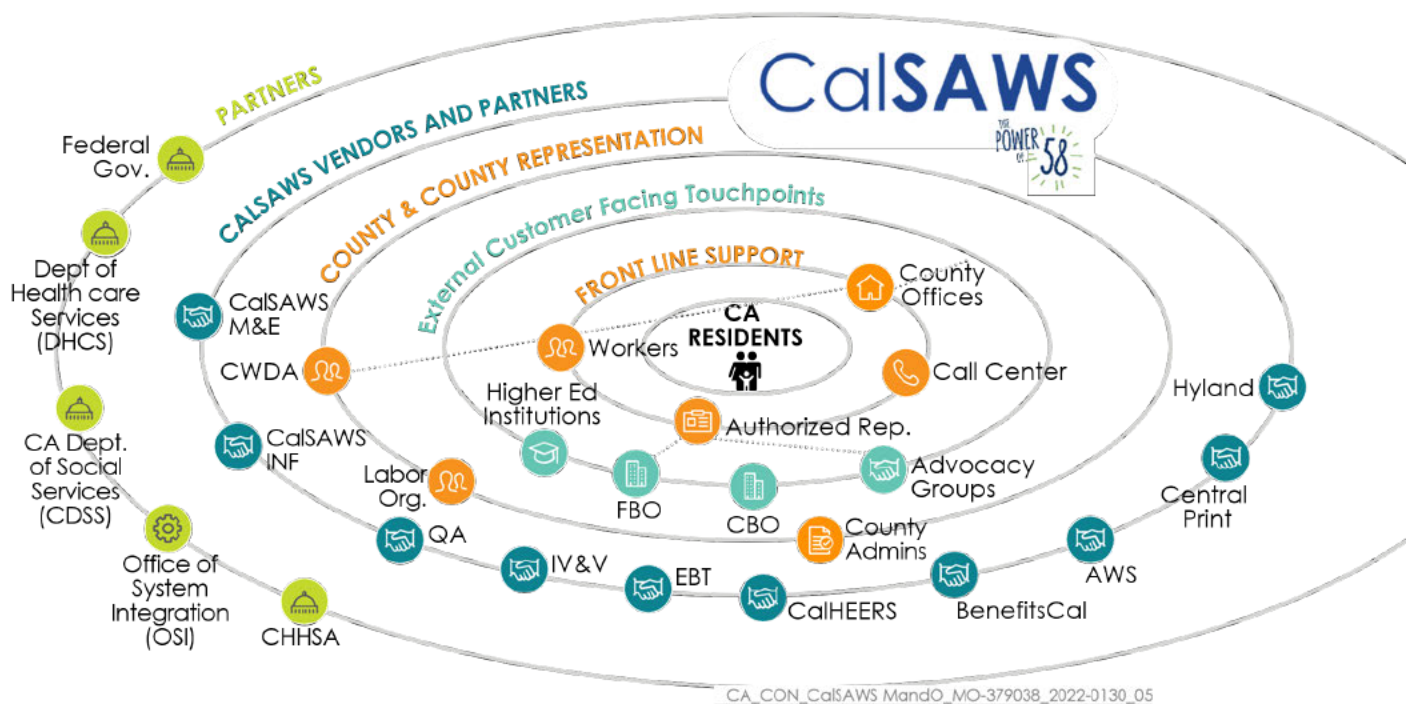 CalSAWS
THE
POWER
OF
58
PARTNERS
CALSAWS VENDORS AND PARTNERS
COUNTY & COUNTY REPRESENTATION
External Customer Facing Touchpoints
FRONT LINE SUPPORT
CA
RESIDENTS
Federal
Gov.
Dept of
Health care
Services
(DHCS)
CA Dept.
of Social
Services
(CDSS)
Office of
System
Integration
(OSI)
CHHSA
CalSAWS
M&E
CalSAWS
INF
QA
IV&V
EBT
CalHEERS
BenefitsCal
AWS
Central
Print
Hyland
CWDA
Labor
Org.
County
Admins
Higher Ed
Institutions
FBO
CBO
Advocacy
Groups
Workers
County
Offices
Call Center
Authorized Rep.
CA_CON_CalSAWS MandO_MO-379038_2022-0130_05